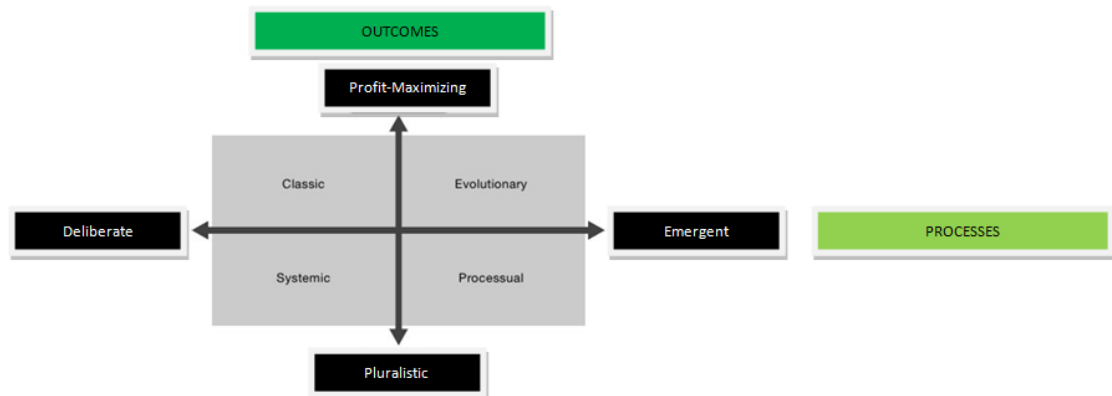 OUTCOMES
Profit-Maximizing
Classic
Evolutionary
Deliberate
Emergent
PROCESSES
Systemic
Processual
Pluralistic